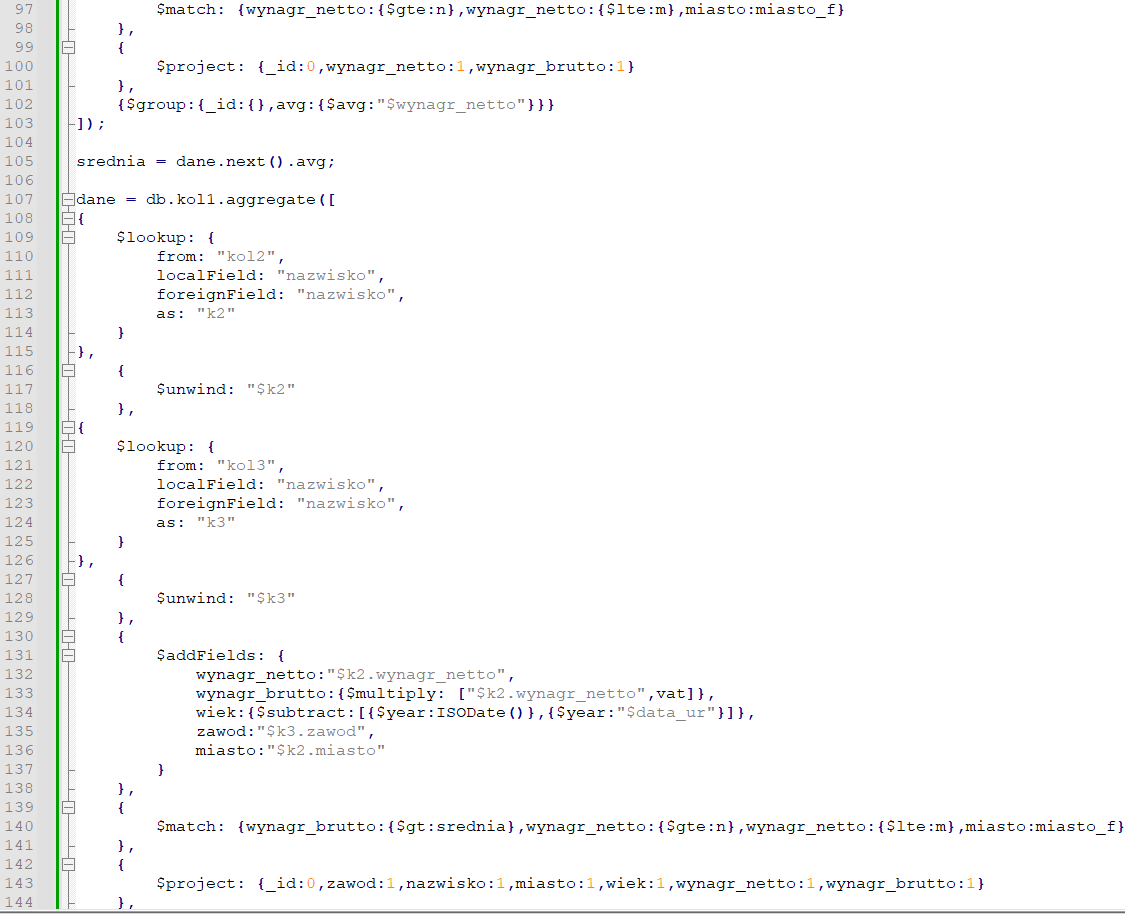 97 $match: {wynagr_netto:{$gte:n},wynagr_netto:{$lte:m},miasto:miasto_f}
98 },
99 {
100 $project: {_id:0,wynagr_netto:1,wynagr_brutto:1}
101 },
102 {$group:{_id:{},avg:{$avg:"$wynagr_netto"}}}
103 ]);
104
105 srednia = dane.next().avg;
106
107 dane = db.kol1.aggregate([
108 {
109 $lookup: {
110 from: "kol2",
111 localField: "nazwisko",
112 foreignField: "nazwisko",
113 as: "k2"
114 }
115 },
116 {
117 $unwind: "$k2"
118 },
119 {
120 $lookup: {
121 from: "kol3",
122 localField: "nazwisko",
123 foreignField: "nazwisko",
124 as: "k3"
125 }
126 },
127 {
128 $unwind: "$k3"
129 },
130 {
131 $addFields: {
132 wynagr_netto:"$k2.wynagr_netto",
133 wynagr_brutto:{$multiply: ["$k2.wynagr_netto",vat]},
134 wiek:{$subtract:[{$year:ISODate()},{$year:"$data_ur"}]},
135 zawod:"$k3.zawod",
136 miasto:"$k2.miasto"
137 }
138 },
139 {
140 $match: {wynagr_brutto:{$gt:srednia},wynagr_netto:{$gte:n},wynagr_netto:{$lte:m},miasto:miasto_f}
141 },
142 {
143 $project: {_id:0,zawod:1,nazwisko:1,miasto:1,wiek:1,wynagr_netto:1,wynagr_brutto:1}
144 },